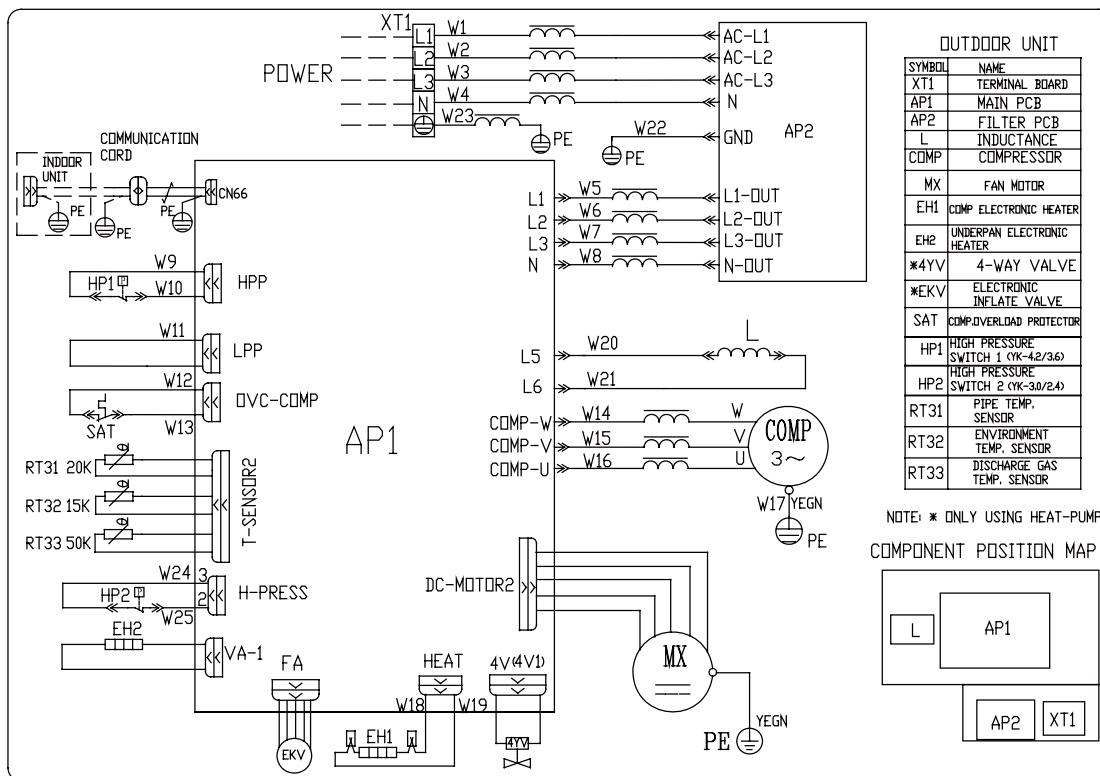 XT1
POWER
L1
L2
L3
N
W1
W2
W3
W4
W23
PE
AC-L1
AC-L2
AC-L3
N
GND
W22
PE
AP2
L1-OUT
L2-OUT
L3-OUT
N-OUT
COMMUNICATION
CORD
INDOOR
UNIT
PE
PE
PE
CN66
L1
L2
L3
N
W5
W6
W7
W8
W9
HP1
P
W10
HPP
W11
LPP
W12
OVC-COMP
SAT
W13
RT31 20K
RT32 15K
RT33 50K
θ
θ
θ
T-SENSOR2
W24
3
2
HP2
P
H-PRESS
W25
EH2
VA-1
AP1
L5
L6
W20
W21
L
COMP-W
COMP-V
COMP-U
W14
W15
W16
W
V
U
COMP
3~
W17 YEGN
PE
DC-MOTOR2
MX
YEGN
PE
FA
EKV
HEAT
W18
W19
EH1
4V(4V1)
4YV
OUTDOOR UNIT
SYMBOL NAME
XT1 TERMINAL BOARD
AP1 MAIN PCB
AP2 FILTER PCB
L INDUCTANCE
COMP COMPRESSOR
MX FAN MOTOR
EH1 COMP ELECTRONIC HEATER
EH2 UNDERPAN ELECTRONIC
HEATER
*4YV 4-WAY VALVE
*EKV ELECTRONIC
INFLATE VALVE
SAT COMP.OVERLOAD PROTECTOR
HP1 HIGH PRESSURE
SWITCH 1 (YK-4.2/3.6)
HP2 HIGH PRESSURE
SWITCH 2 (YK-3.0/2.4)
RT31 PIPE TEMP.
SENSOR
RT32 ENVIRONMENT
TEMP. SENSOR
RT33 DISCHARGE GAS
TEMP. SENSOR
NOTE: * ONLY USING HEAT-PUMP
COMPONENT POSITION MAP
L
AP1
AP2
XT1